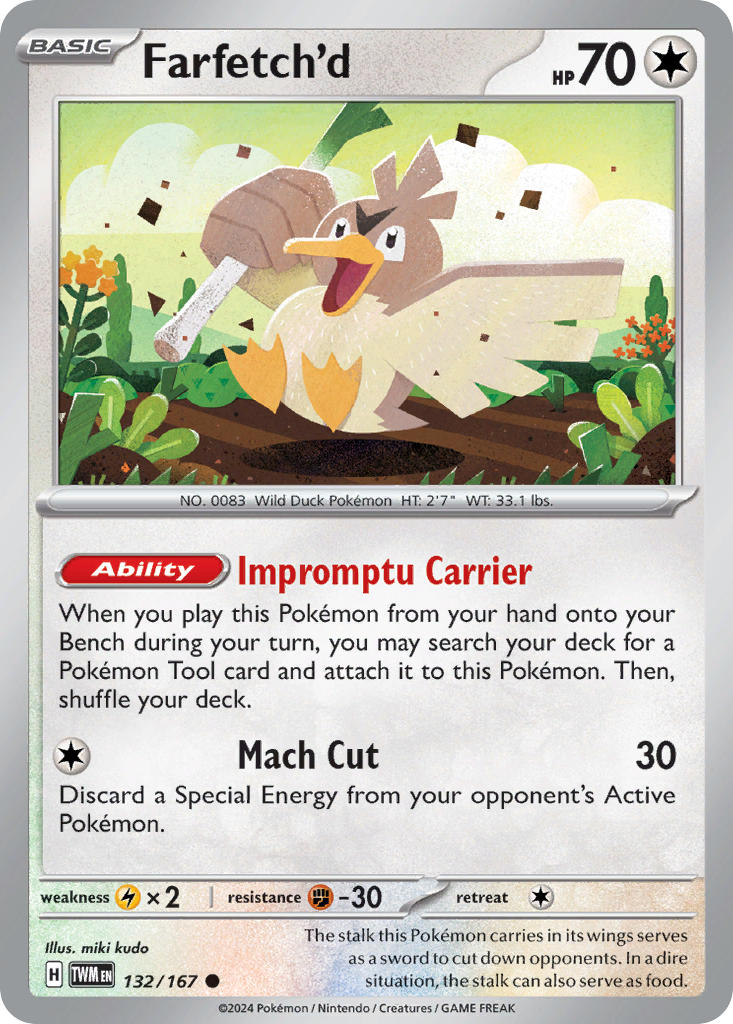 BASIC
Farfetch’d
HP 70
NO. 0083 Wild Duck Pokémon HT: 2'7" WT: 33.1 lbs.
Ability Impromptu Carrier
When you play this Pokémon from your hand onto your
Bench during your turn, you may search your deck for a
Pokémon Tool card and attach it to this Pokémon. Then,
shuffle your deck.
Mach Cut 30
Discard a Special Energy from your opponent’s Active
Pokémon.
weakness ×2 resistance -30 retreat
Illus. miki kudo
H TWM EN 132/167
The stalk this Pokémon carries in its wings serves
as a sword to cut down opponents. In a dire
situation, the stalk can also serve as food.
©2024 Pokémon / Nintendo / Creatures / GAME FREAK